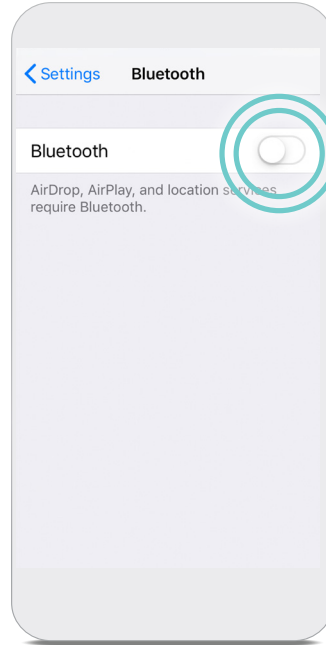 Settings Bluetooth
Bluetooth
AirDrop, AirPlay, and location services
require Bluetooth.